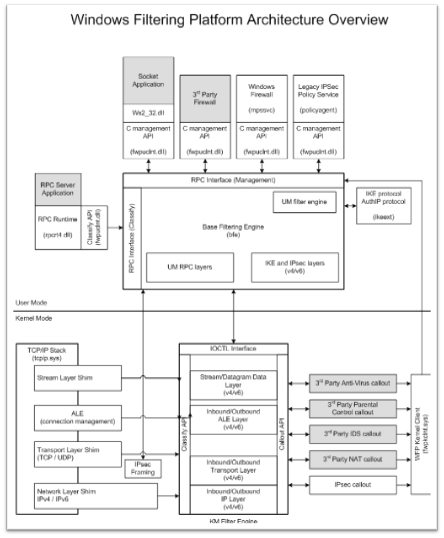 Windows Filtering Platform Architecture Overview
Socket
Application
Ws2_32.dll
C management
API
(fwpuclnt.dll)
3rd Party
Firewall
C management
API
(fwpuclnt.dll)
Windows
Firewall
(mpssvc)
C management
API
(fwpuclnt.dll)
Legacy IPSec
Policy Service
(policyagent)
C management
API
(fwpuclnt.dll)
RPC Server
Application
RPC Runtime
(rpcrt4.dll)
Classify API
(fwpuclnt.dll)
RPC Interface (Management)
RPC Interface (Classify)
UM filter engine
Base Filtering Engine
(bfe)
UM RPC layers
IKE and IPsec layers
(v4/v6)
IKE protocol
AuthIP protocol
(ikeext)
User Mode
Kernel Mode
TCP/IP Stack
(tcpip.sys)
Stream Layer Shim
ALE
(connection management)
Transport Layer Shim
(TCP / UDP)
Network Layer Shim
IPv4 / IPv6
IPsec
Framing
IOCTL Interface
Classify API
Stream/Datagram Data
Layer
(v4/v6)
Inbound/Outbound
ALE Layer
(v4/v6)
Inbound/Outbound
Transport Layer
(v4/v6)
Inbound/Outbound
IP Layer
(v4/v6)
Callout API
KM Filter Engine
3rd Party Anti-Virus callout
3rd Party Parental
Control callout
3rd Party IDS callout
3rd Party NAT callout
IPsec callout
WFP Kernel Client
(fwpkclnt.sys)